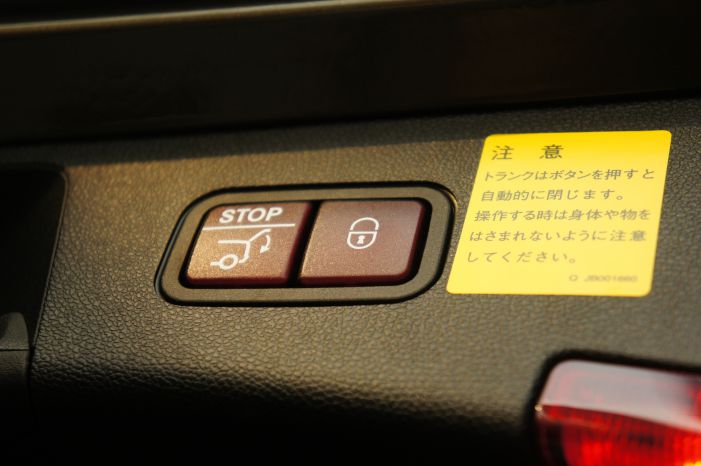 STOP
注 意
トランクはボタンを押すと
自動的に閉じます。
操作する時は身体や物を
はさまれないように注意
してください。